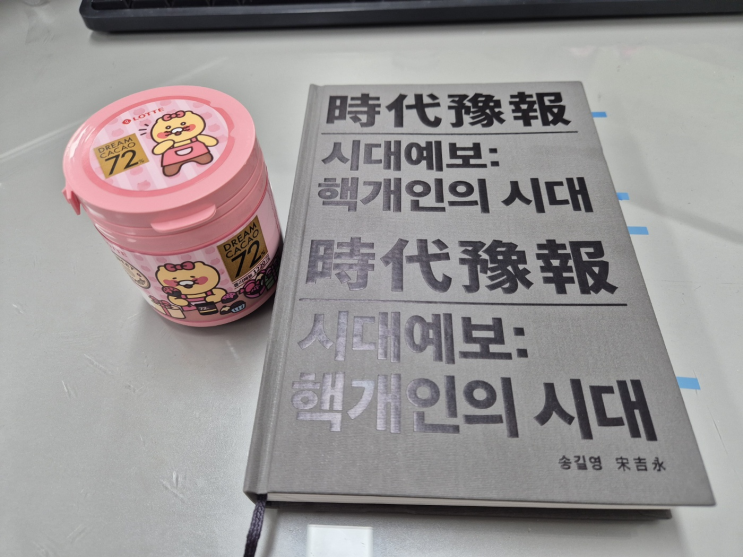 LOTTE
DREAM
CACAO
72%
DREAM
CACAO
72
時代豫報
시대예보:
핵개인의 시대
時代豫報
시대예보:
핵개인의 시대
송길영 宋吉永